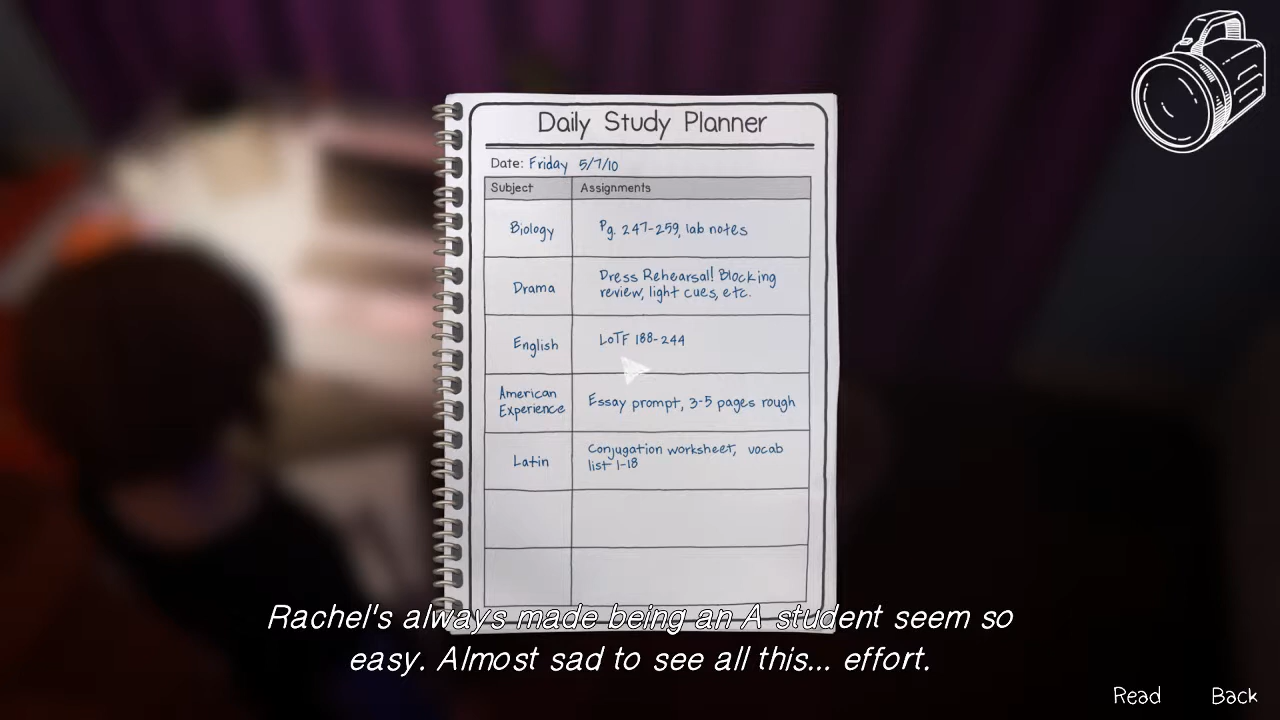 Daily Study Planner
Date: Friday 5/7/10
Subject Assignments
Biology Pg. 247-259, lab notes
Drama Dress Rehearsal! Blocking
review, light cues, etc.
English LoTF 188-244
American
Experience Essay prompt, 3-5 pages rough
Latin Conjugation worksheet, vocab
list 1-18
Rachel's always made being an A student seem so
easy. Almost sad to see all this... effort.
Read Back